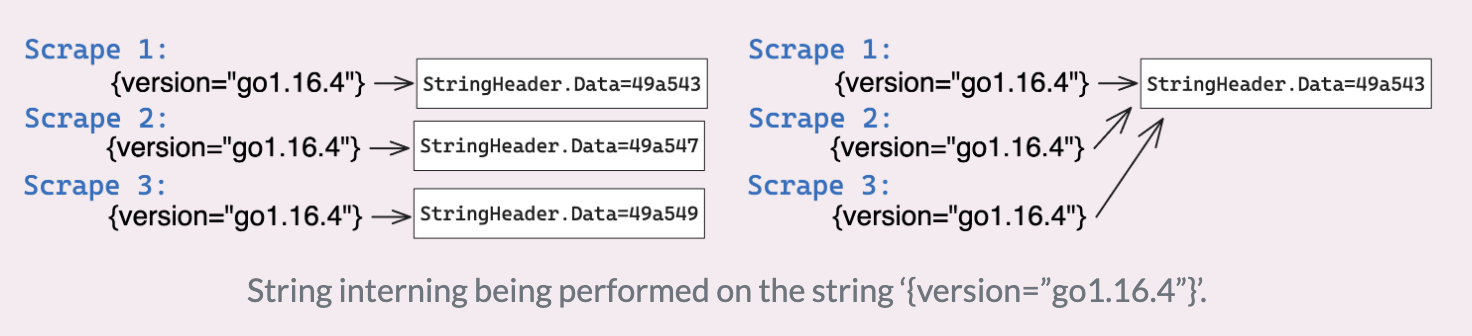 Scrape 1:
{version="go1.16.4"}
StringHeader.Data=49a543
Scrape 2:
{version="go1.16.4"}
StringHeader.Data=49a547
Scrape 3:
{version="go1.16.4"}
StringHeader.Data=49a549
Scrape 1:
{version="go1.16.4"}
StringHeader.Data=49a543
Scrape 2:
{version="go1.16.4"}
Scrape 3:
{version="go1.16.4"}
String interning being performed on the string ‘{version=”go1.16.4”}’.